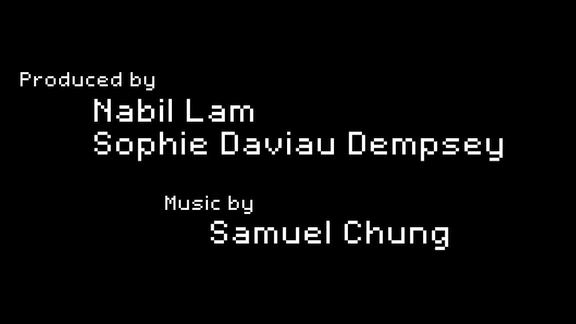 Produced by
Nabil Lam
Sophie Daviau Dempsey
Music by
Samuel Chung